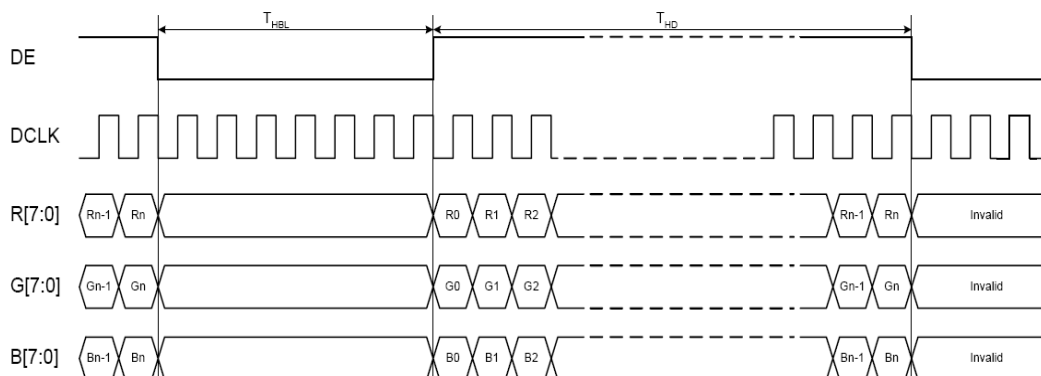 T_HBL T_HD
DE
DCLK
R[7:0] Rn-1 Rn R0 R1 R2 Rn-1 Rn Invalid
G[7:0] Gn-1 Gn G0 G1 G2 Gn-1 Gn Invalid
B[7:0] Bn-1 Bn B0 B1 B2 Bn-1 Bn Invalid